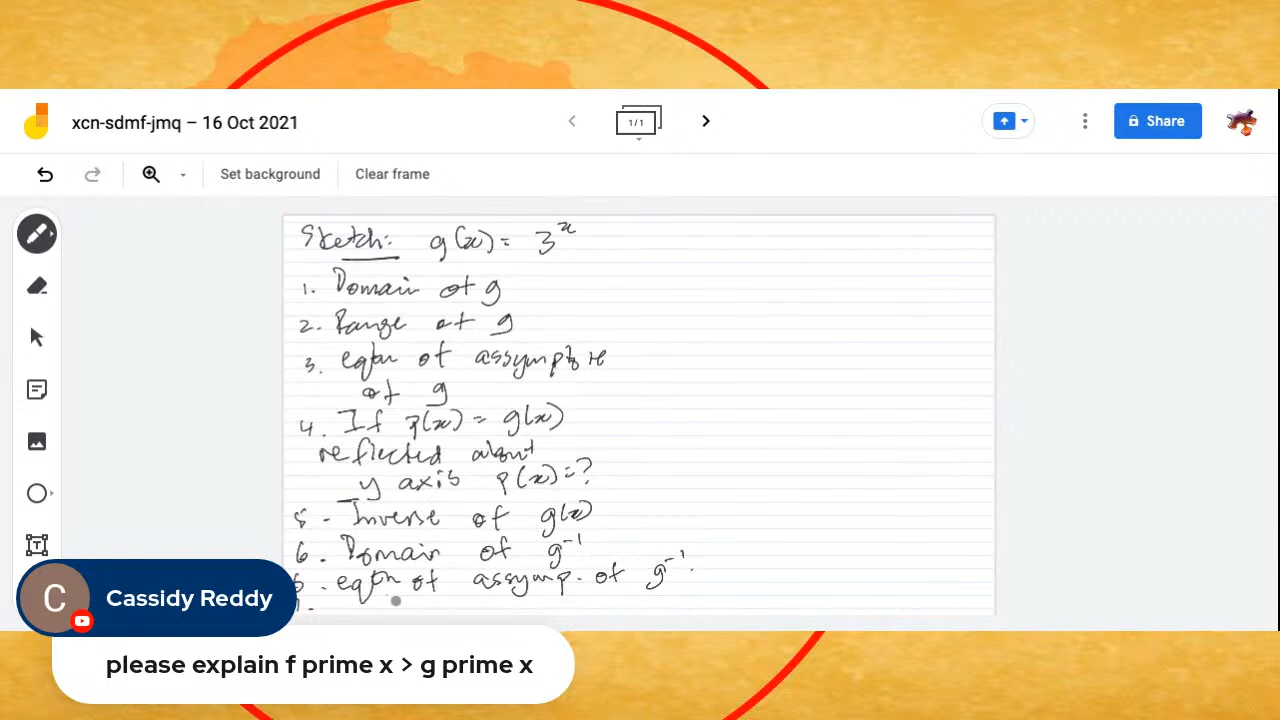 xcn-sdmf-jmq – 16 Oct 2021
1/1
Share
Set background
Clear frame
Sketch: g(x) = 3^x
1. Domain of g
2. Range of g
3. eqtn of assymptote
of g
4. If p(x) = g(x)
reflected about
y axis p(x)=?
5. Inverse of g(x)
6. Domain of g^-1
eqtn of assymp. of g^-1.
T
C
Cassidy Reddy
please explain f prime x > g prime x